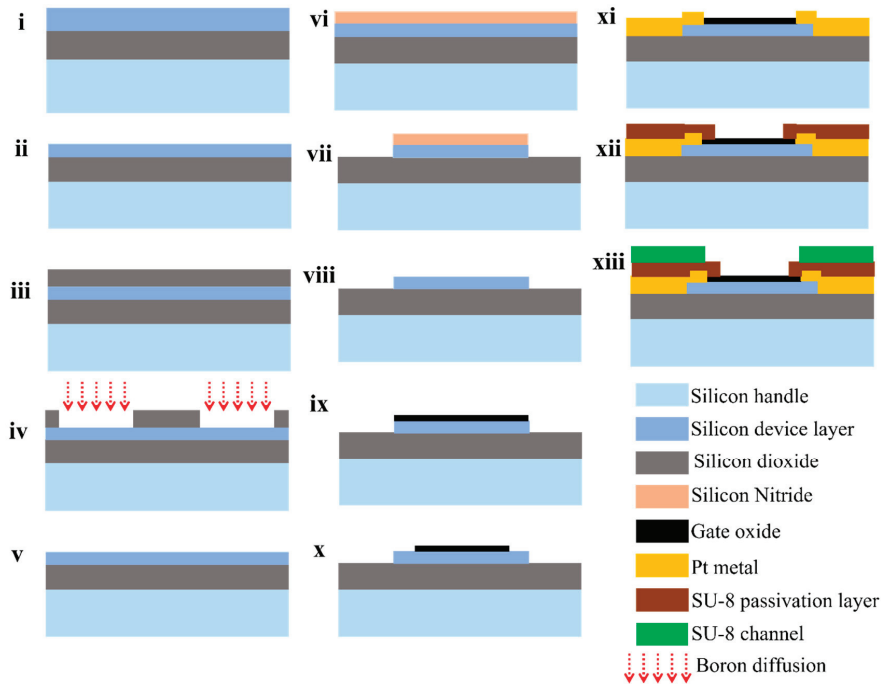 i
ii
iii
iv
v
vi
vii
viii
ix
x
xi
xii
xiii
Silicon handle
Silicon device layer
Silicon dioxide
Silicon Nitride
Gate oxide
Pt metal
SU-8 passivation layer
SU-8 channel
Boron diffusion